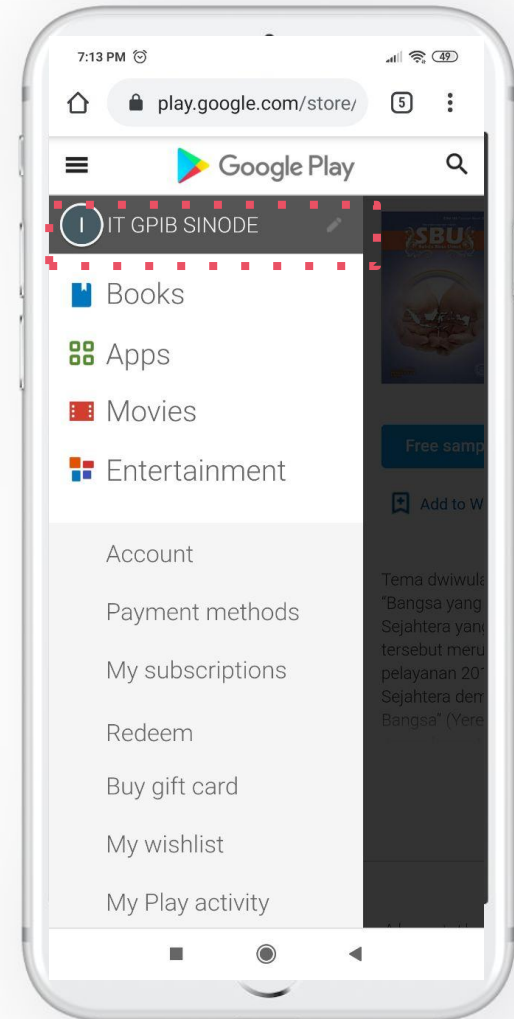 7:13 PM
49
play.google.com/store/
5
Google Play
I IT GPIB SINODE
SBU
Books
Apps
Movies
Entertainment
Free samp
Add to W
Account
Payment methods
My subscriptions
Redeem
Buy gift card
My wishlist
My Play activity
Tema dwiwula
"Bangsa yang
Sejahtera yang
tersebut meru
pelayanan 201
Sejahtera dem
Bangsa" (Yere